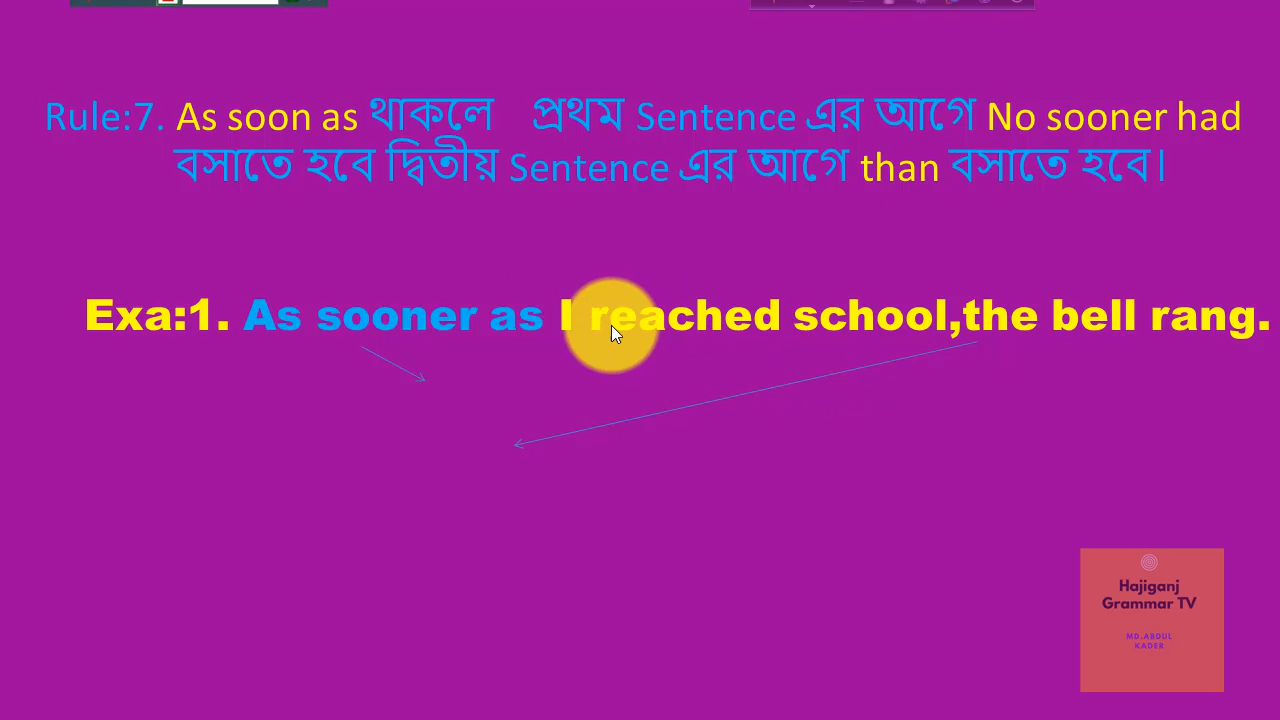 Rule:7. As soon as থাকলে প্রথম Sentence এর আগে No sooner had
বসাতে হবে দ্বিতীয় Sentence এর আগে than বসাতে হবে।
Exa:1. As sooner as I reached school,the bell rang.
Hajiganj
Grammar TV
MD.ABDUL
KADER